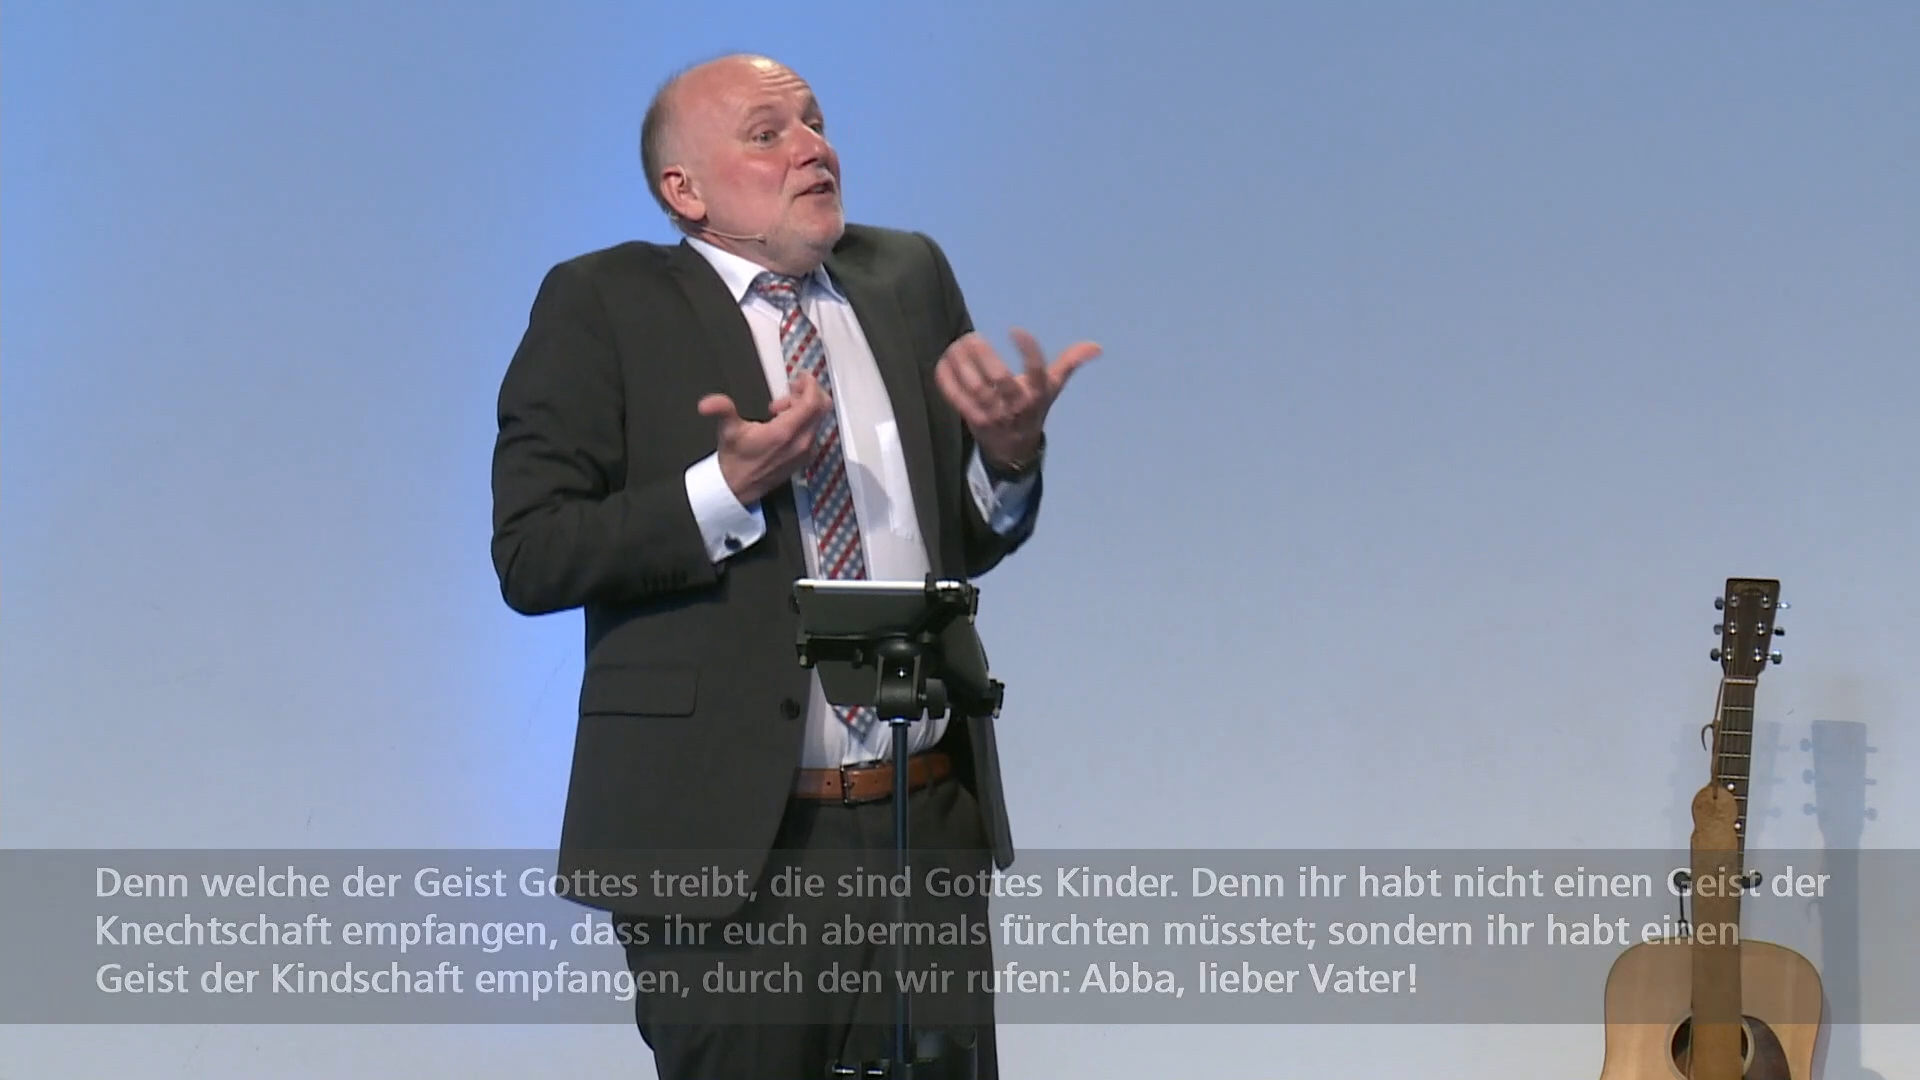 Denn welche der Geist Gottes treibt, die sind Gottes Kinder. Denn ihr habt nicht einen Geist der
Knechtschaft empfangen, dass ihr euch abermals fürchten müsstet; sondern ihr habt einen
Geist der Kindschaft empfangen, durch den wir rufen: Abba, lieber Vater!